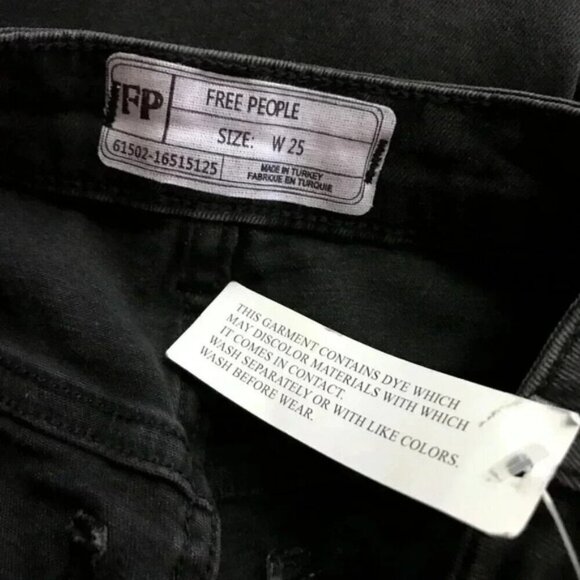 FP
FREE PEOPLE
SIZE: W 25
61502-16515125
MADE IN TURKEY
FABRIQUE EN TURQUIE
THIS GARMENT CONTAINS DYE WHICH
MAY DISCOLOR MATERIALS WITH WHICH
IT COMES IN CONTACT.
WASH SEPARATELY OR WITH LIKE COLORS.
WASH BEFORE WEAR.